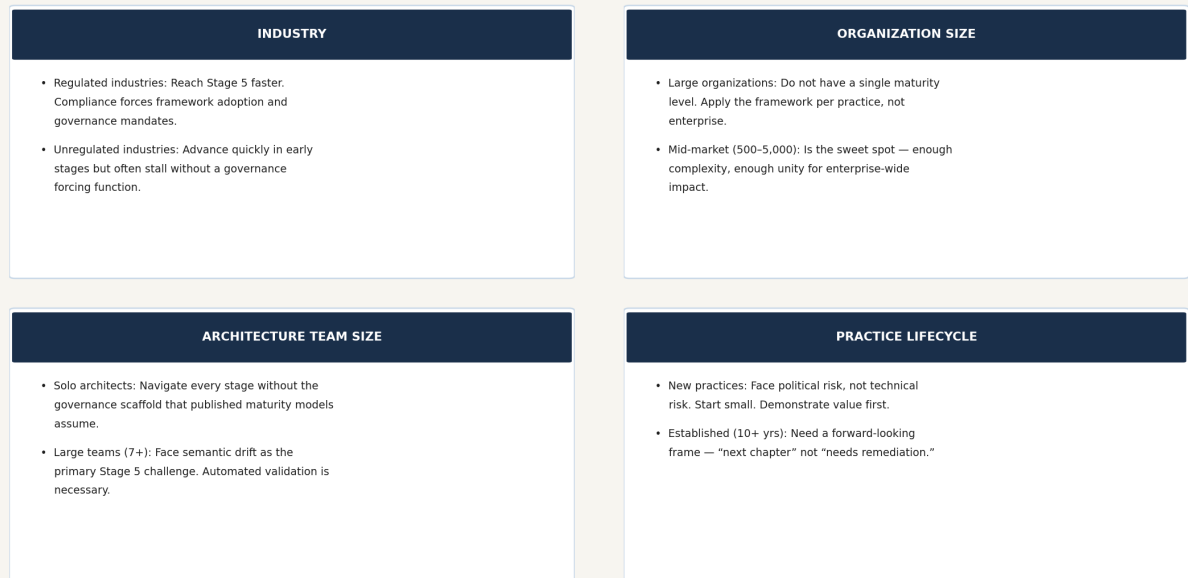 INDUSTRY
• Regulated industries: Reach Stage 5 faster.
Compliance forces framework adoption and
governance mandates.
• Unregulated industries: Advance quickly in early
stages but often stall without a governance
forcing function.
ORGANIZATION SIZE
• Large organizations: Do not have a single maturity
level. Apply the framework per practice, not
enterprise.
• Mid-market (500–5,000): Is the sweet spot — enough
complexity, enough unity for enterprise-wide
impact.
ARCHITECTURE TEAM SIZE
• Solo architects: Navigate every stage without the
governance scaffold that published maturity models
assume.
• Large teams (7+): Face semantic drift as the
primary Stage 5 challenge. Automated validation is
necessary.
PRACTICE LIFECYCLE
• New practices: Face political risk, not technical
risk. Start small. Demonstrate value first.
• Established (10+ yrs): Need a forward-looking
frame — “next chapter” not “needs remediation.”